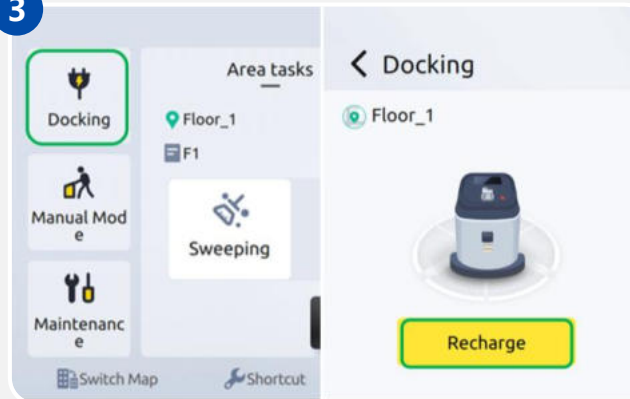 3
Docking
Area tasks
Floor_1
F1
Manual Mod
e
Sweeping
Maintenanc
e
Switch Map
Shortcut
Docking
Floor_1
Recharge